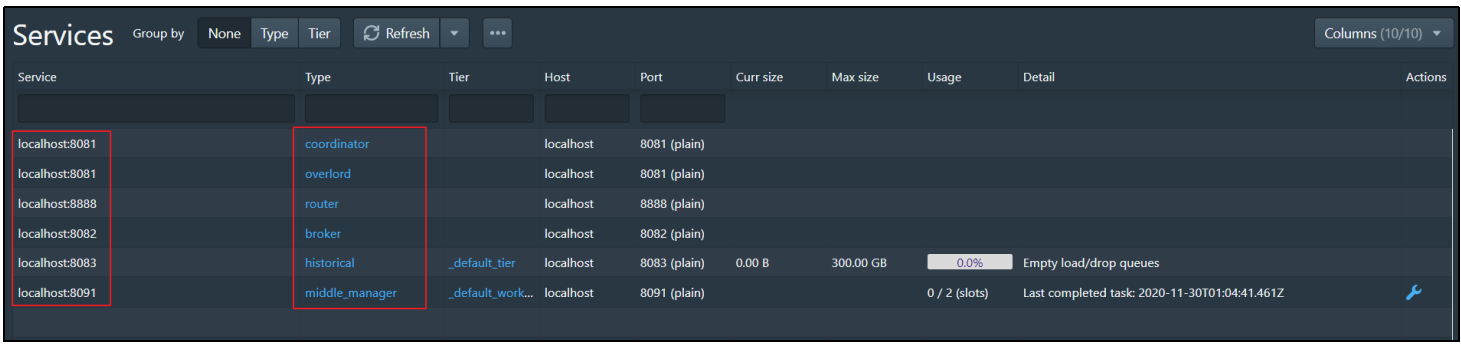 Services Group by None Type Tier Refresh ••• Columns (10/10)
Service Type Tier Host Port Curr size Max size Usage Detail Actions
localhost:8081 coordinator localhost 8081 (plain)
localhost:8081 overlord localhost 8081 (plain)
localhost:8888 router localhost 8888 (plain)
localhost:8082 broker localhost 8082 (plain)
localhost:8083 historical _default_tier localhost 8083 (plain) 0.00 B 300.00 GB 0.0% Empty load/drop queues
localhost:8091 middle_manager _default_work... localhost 8091 (plain) 0 / 2 (slots) Last completed task: 2020-11-30T01:04:41.461Z